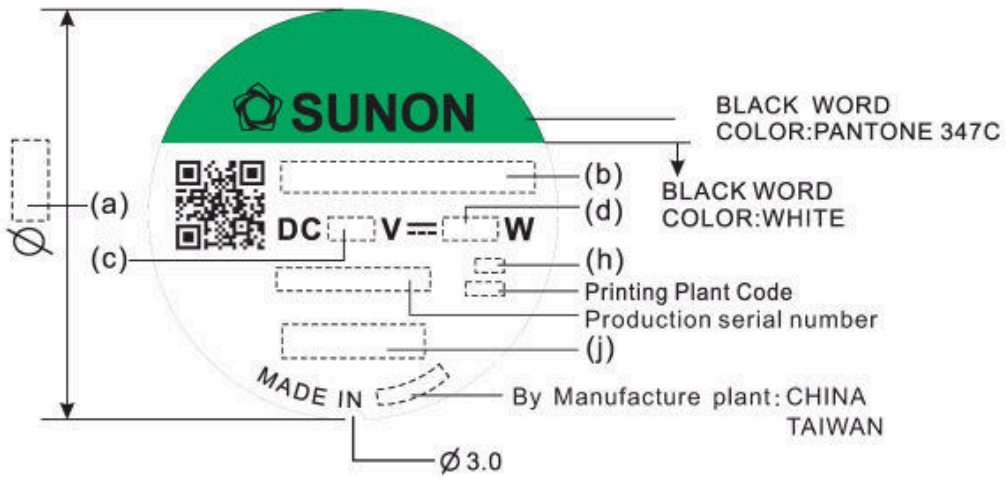 SUNON
BLACK WORD
COLOR:PANTONE 347C
BLACK WORD
COLOR:WHITE
(a)
Ø
(b)
(d)
DC V⎓ W
(c)
(h)
Printing Plant Code
Production serial number
(j)
MADE IN
By Manufacture plant: CHINA
TAIWAN
Ø3.0